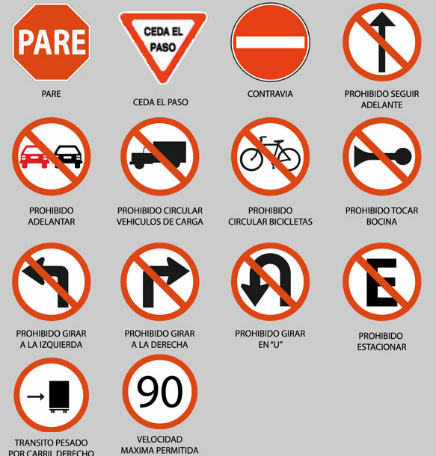 PARE
PARE
CEDA EL
PASO
CEDA EL PASO
CONTRAVIA
PROHIBIDO SEGUIR
ADELANTE
PROHIBIDO
ADELANTAR
PROHIBIDO CIRCULAR
VEHICULOS DE CARGA
PROHIBIDO
CIRCULAR BICICLETAS
PROHIBIDO TOCAR
BOCINA
PROHIBIDO GIRAR
A LA IZQUIERDA
PROHIBIDO GIRAR
A LA DERECHA
PROHIBIDO GIRAR
EN "U"
E
PROHIBIDO
ESTACIONAR
TRANSITO PESADO
POR CARRIL DERECHO
90
VELOCIDAD
MAXIMA PERMITIDA